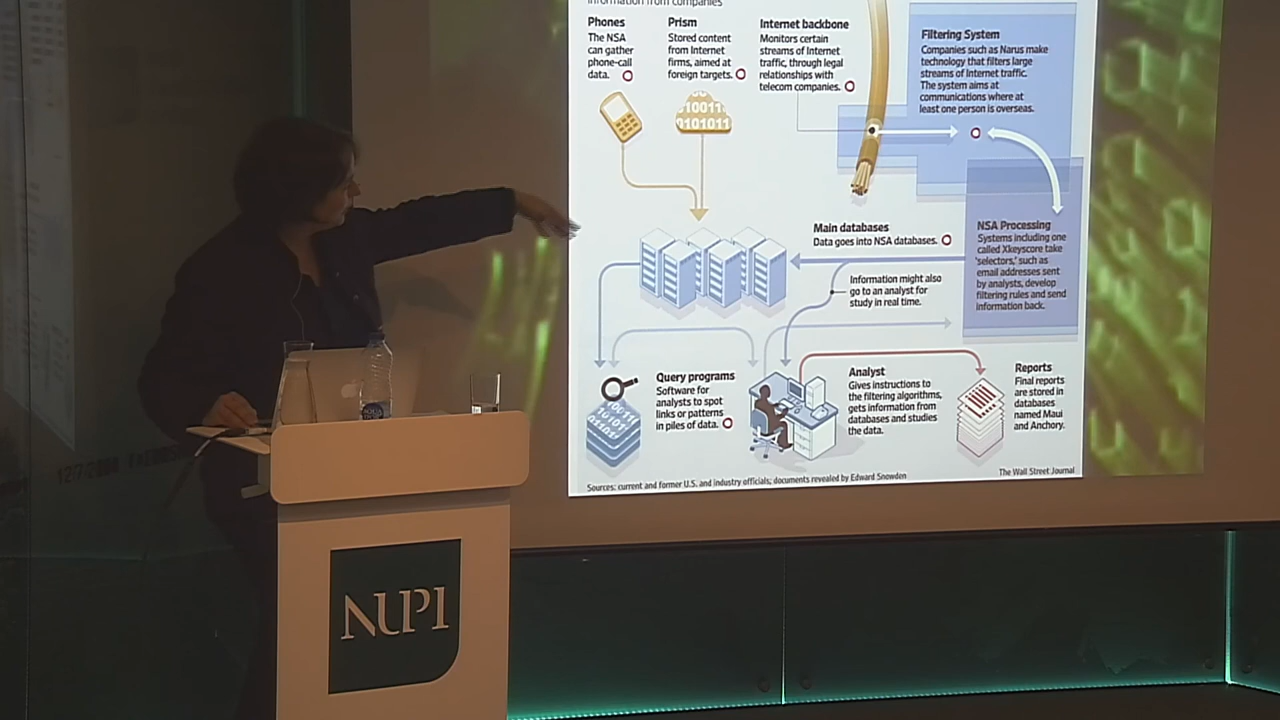 information from companies
Phones
The NSA
can gather
phone-call
data.
Prism
Stored content
from Internet
firms, aimed at
foreign targets.
Internet backbone
Monitors certain
streams of Internet
traffic, through legal
relationships with
telecom companies.
Filtering System
Companies such as Narus make
technology that filters large
streams of Internet traffic.
The system aims at
communications where at
least one person is overseas.
10011
0101011
Main databases
Data goes into NSA databases.
NSA Processing
Systems including one
called Xkeyscore take
'selectors,' such as
email addresses sent
by analysts, develop
filtering rules and send
information back.
Information might also
go to an analyst for
study in real time.
Query programs
Software for
analysts to spot
links or patterns
in piles of data.
Analyst
Gives instructions to
the filtering algorithms,
gets information from
databases and studies
the data.
Reports
Final reports
are stored in
databases
named Maui
and Anchory.
Sources: current and former U.S. and industry officials; documents revealed by Edward Snowden
The Wall Street Journal
NUPI